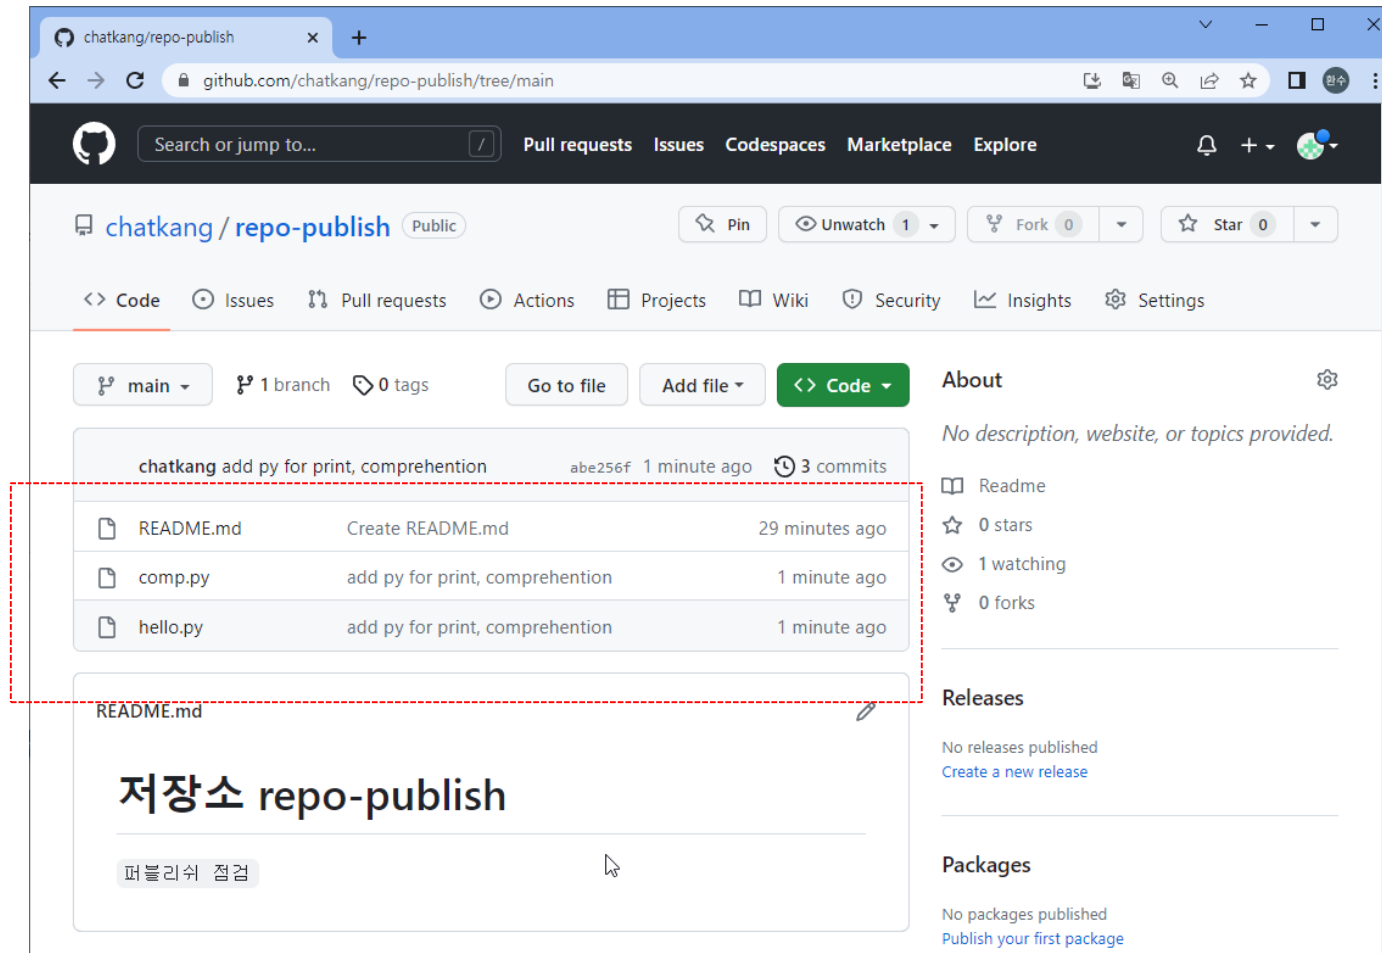 chatkang/repo-publish
github.com/chatkang/repo-publish/tree/main
환수
Search or jump to... /
Pull requests Issues Codespaces Marketplace Explore
chatkang / repo-publish Public
Pin Unwatch 1 Fork 0 Star 0
Code Issues Pull requests Actions Projects Wiki Security Insights Settings
main 1 branch 0 tags Go to file Add file Code
chatkang add py for print, comprehention abe256f 1 minute ago 3 commits
README.md Create README.md 29 minutes ago
comp.py add py for print, comprehention 1 minute ago
hello.py add py for print, comprehention 1 minute ago
README.md
저장소 repo-publish
퍼블리쉬 점검
About
No description, website, or topics provided.
Readme
0 stars
1 watching
0 forks
Releases
No releases published
Create a new release
Packages
No packages published
Publish your first package